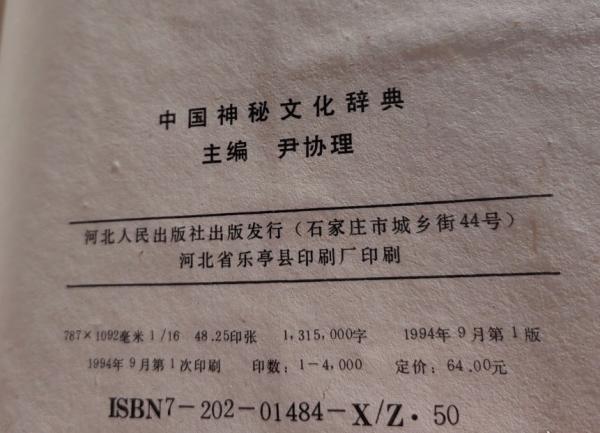 中国神秘文化辞典
主编 尹协理
河北人民出版社出版发行（石家庄市城乡街44号）
河北省乐亭县印刷厂印刷
787×1092毫米 1/16 48.25印张 1,315,000字 1994年9月第1版
1994年9月第1次印刷 印数：1—4,000 定价：64.00元
ISBN7—202—01484—X/Z·50